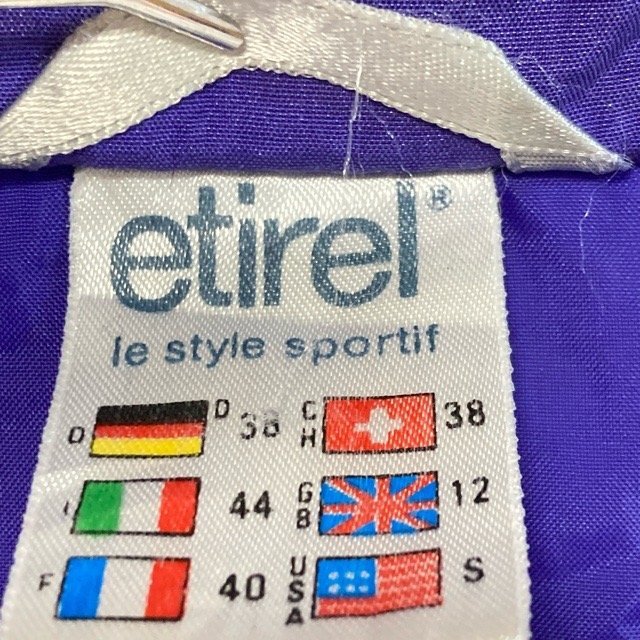 etirel®
le style sportif
D D 38 CH 38
I 44 GB 12
F 40 USA S